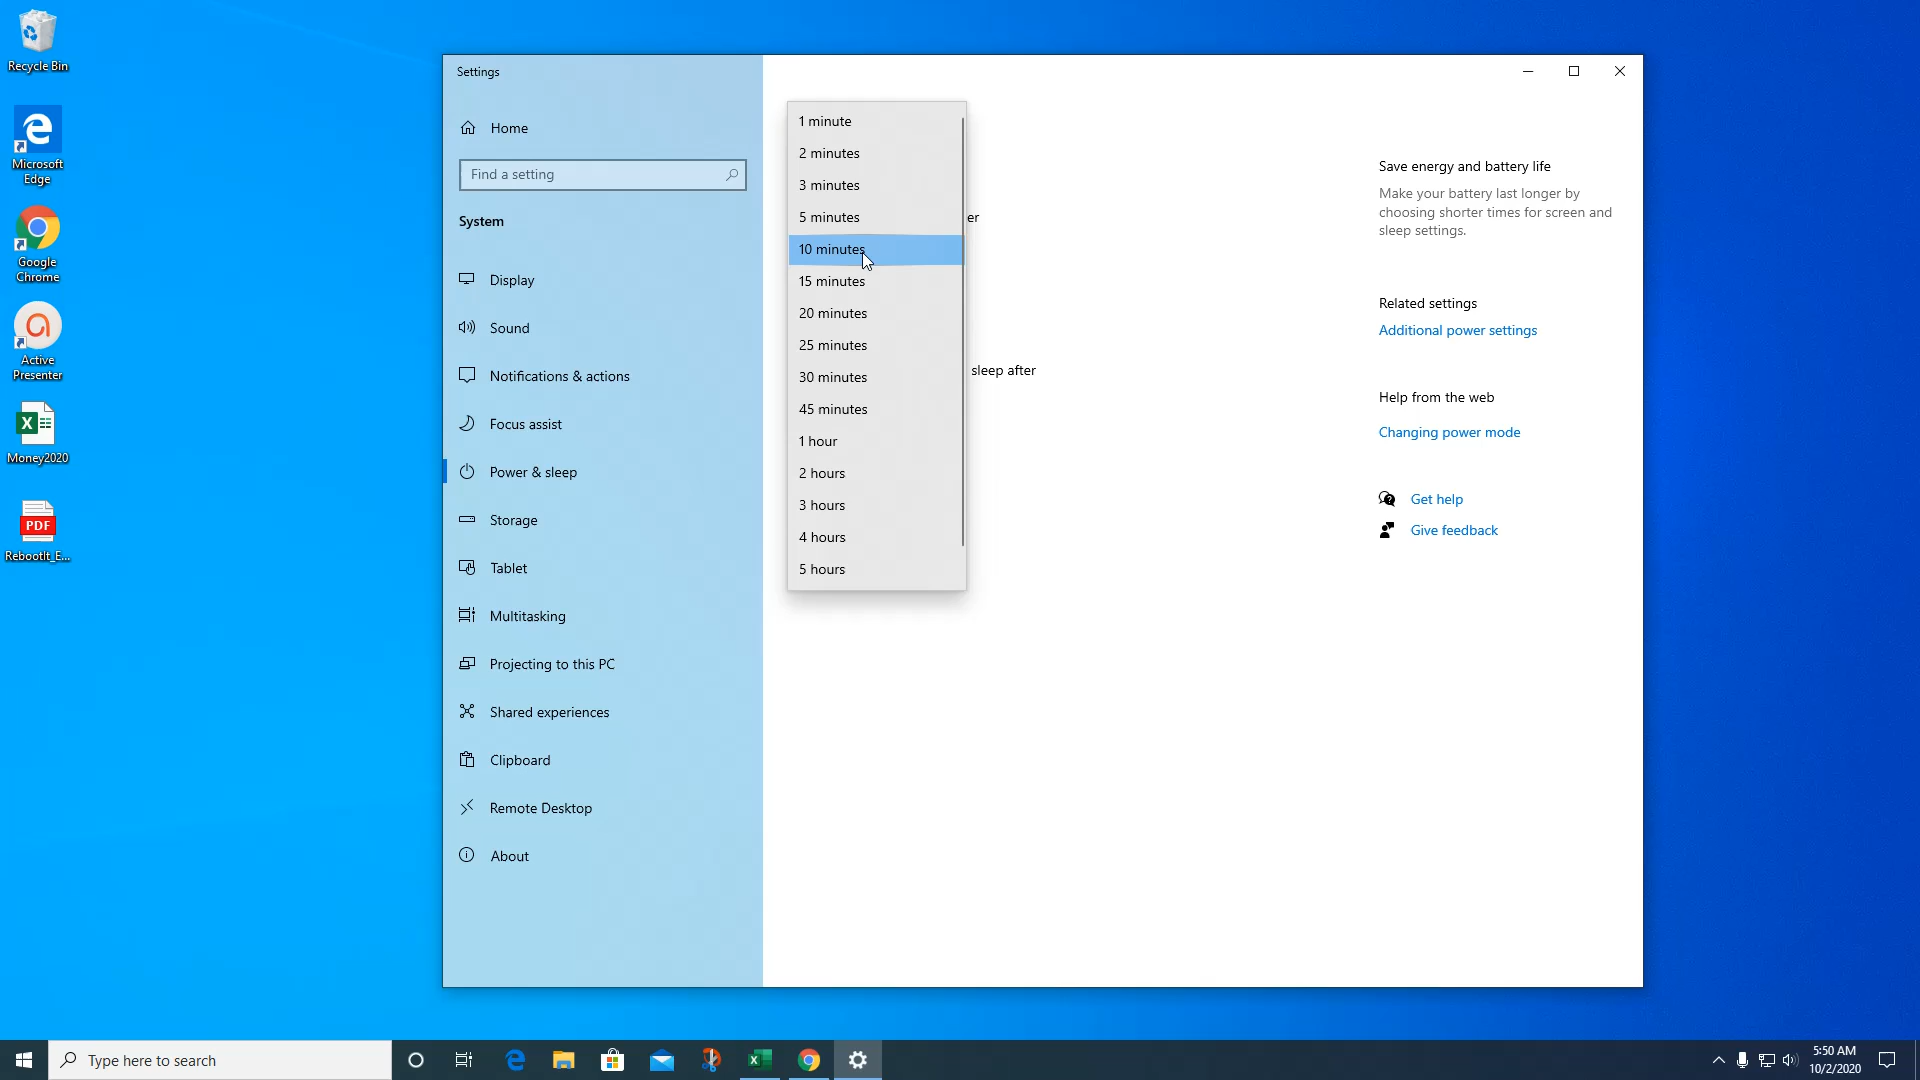 Recycle Bin
Microsoft
Edge
Google
Chrome
Active
Presenter
Money2020
PDF
RebootIt_E...
Settings
Home
Find a setting
System
Display
Sound
Notifications & actions
Focus assist
Power & sleep
Storage
Tablet
Multitasking
Projecting to this PC
Shared experiences
Clipboard
Remote Desktop
About
1 minute
2 minutes
3 minutes
5 minutes
10 minutes
15 minutes
20 minutes
25 minutes
30 minutes
45 minutes
1 hour
2 hours
3 hours
4 hours
5 hours
er
sleep after
Save energy and battery life
Make your battery last longer by
choosing shorter times for screen and
sleep settings.
Related settings
Additional power settings
Help from the web
Changing power mode
Get help
Give feedback
Type here to search
5:50 AM
10/2/2020